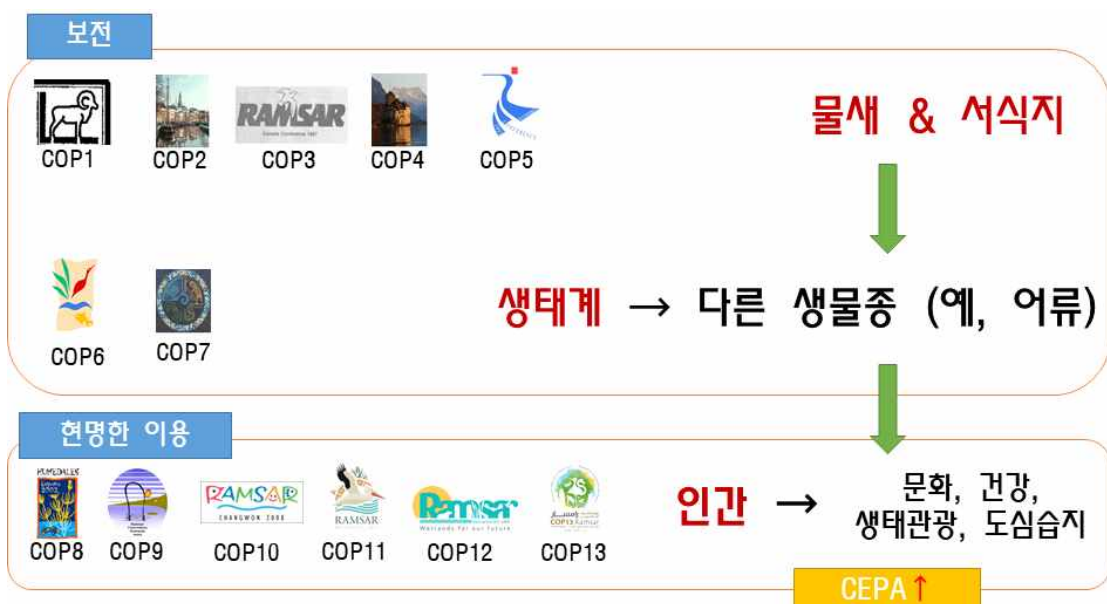 보전
RAMSAR
COP1
COP2
COP3
COP4
COP5
물새 & 서식지
생태계 → 다른 생물종 (예, 어류)
COP6
COP7
현명한 이용
HUMEDALES
RAMSAR
CHANGWON 2008
RAMSAR
Ramsar
Wetlands for our future
COP13 Ramsar
COP8
COP9
COP10
COP11
COP12
COP13
인간 →
문화, 건강,
생태관광, 도심습지
CEPA↑